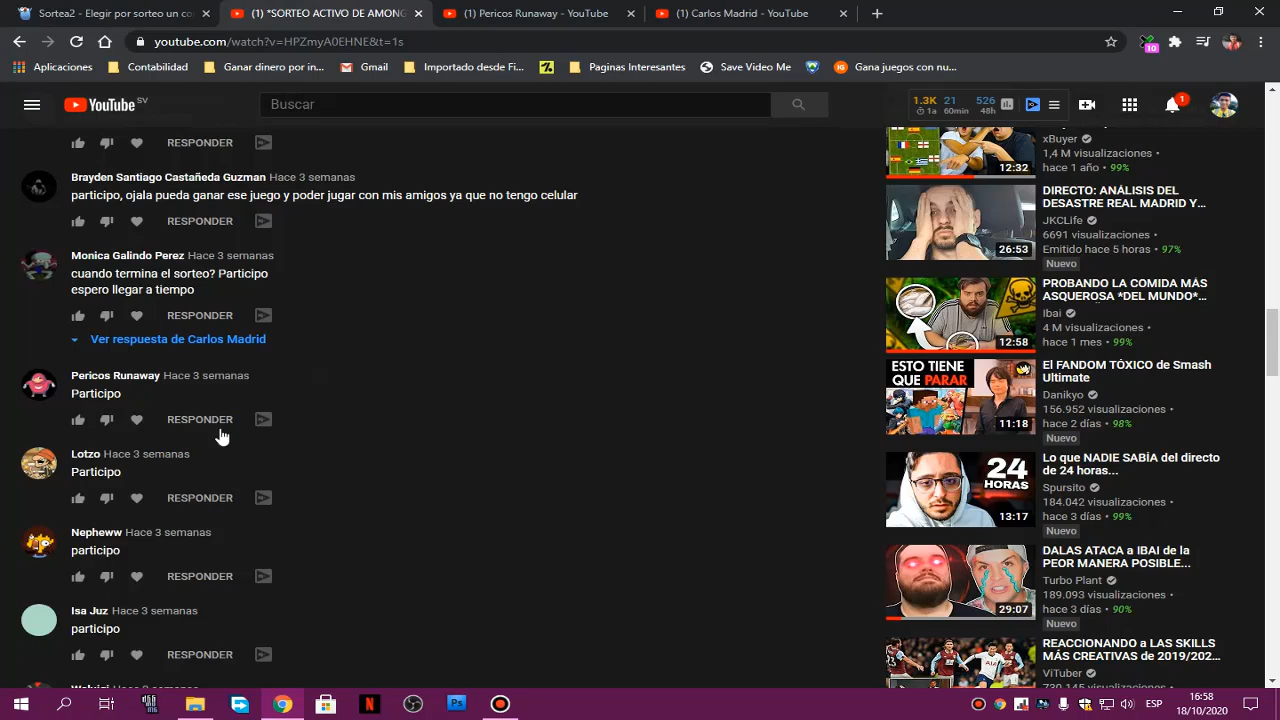 Sortea2 - Elegir por sorteo un co
(1) *SORTEO ACTIVO DE AMONG
(1) Pericos Runaway - YouTube
(1) Carlos Madrid - YouTube
youtube.com/watch?v=HPZmyA0EHNE&t=1s
1G
Aplicaciones
Contabilidad
Ganar dinero por in...
Gmail
Importado desde Fi...
Paginas Interesantes
Save Video Me
IG
Gana juegos con nu...
YouTube SV
Buscar
1.3K 21 526
1a 60min 48h
1
RESPONDER
Brayden Santiago Castañeda Guzman Hace 3 semanas
participo, ojala pueda ganar ese juego y poder jugar con mis amigos ya que no tengo celular
RESPONDER
Monica Galindo Perez Hace 3 semanas
cuando termina el sorteo? Participo
espero llegar a tiempo
RESPONDER
Ver respuesta de Carlos Madrid
Pericos Runaway Hace 3 semanas
Participo
RESPONDER
Lotzo Hace 3 semanas
Participo
RESPONDER
Nepheww Hace 3 semanas
participo
RESPONDER
Isa Juz Hace 3 semanas
participo
RESPONDER
12:32
xBuyer
1,4 M visualizaciones •
hace 1 año • 99%
26:53
DIRECTO: ANÁLISIS DEL
DESASTRE REAL MADRID Y...
JKCLife
6691 visualizaciones •
Emitido hace 5 horas • 97%
Nuevo
12:58
PROBANDO LA COMIDA MÁS
ASQUEROSA *DEL MUNDO*...
Ibai
4 M visualizaciones •
hace 1 mes • 99%
ESTO TIENE
QUE PARAR
11:18
El FANDOM TÓXICO de Smash
Ultimate
Danikyo
156.952 visualizaciones •
hace 2 días • 98%
Nuevo
24
HORAS
13:17
Lo que NADIE SABÍA del directo
de 24 horas...
Spursito
184.042 visualizaciones •
hace 3 días • 99%
Nuevo
29:07
DALAS ATACA a IBAI de la
PEOR MANERA POSIBLE...
Turbo Plant
189.093 visualizaciones •
hace 3 días • 90%
Nuevo
REACCIONANDO a LAS SKILLS
MÁS CREATIVAS de 2019/202...
ViTuber
ESP
16:58
18/10/2020